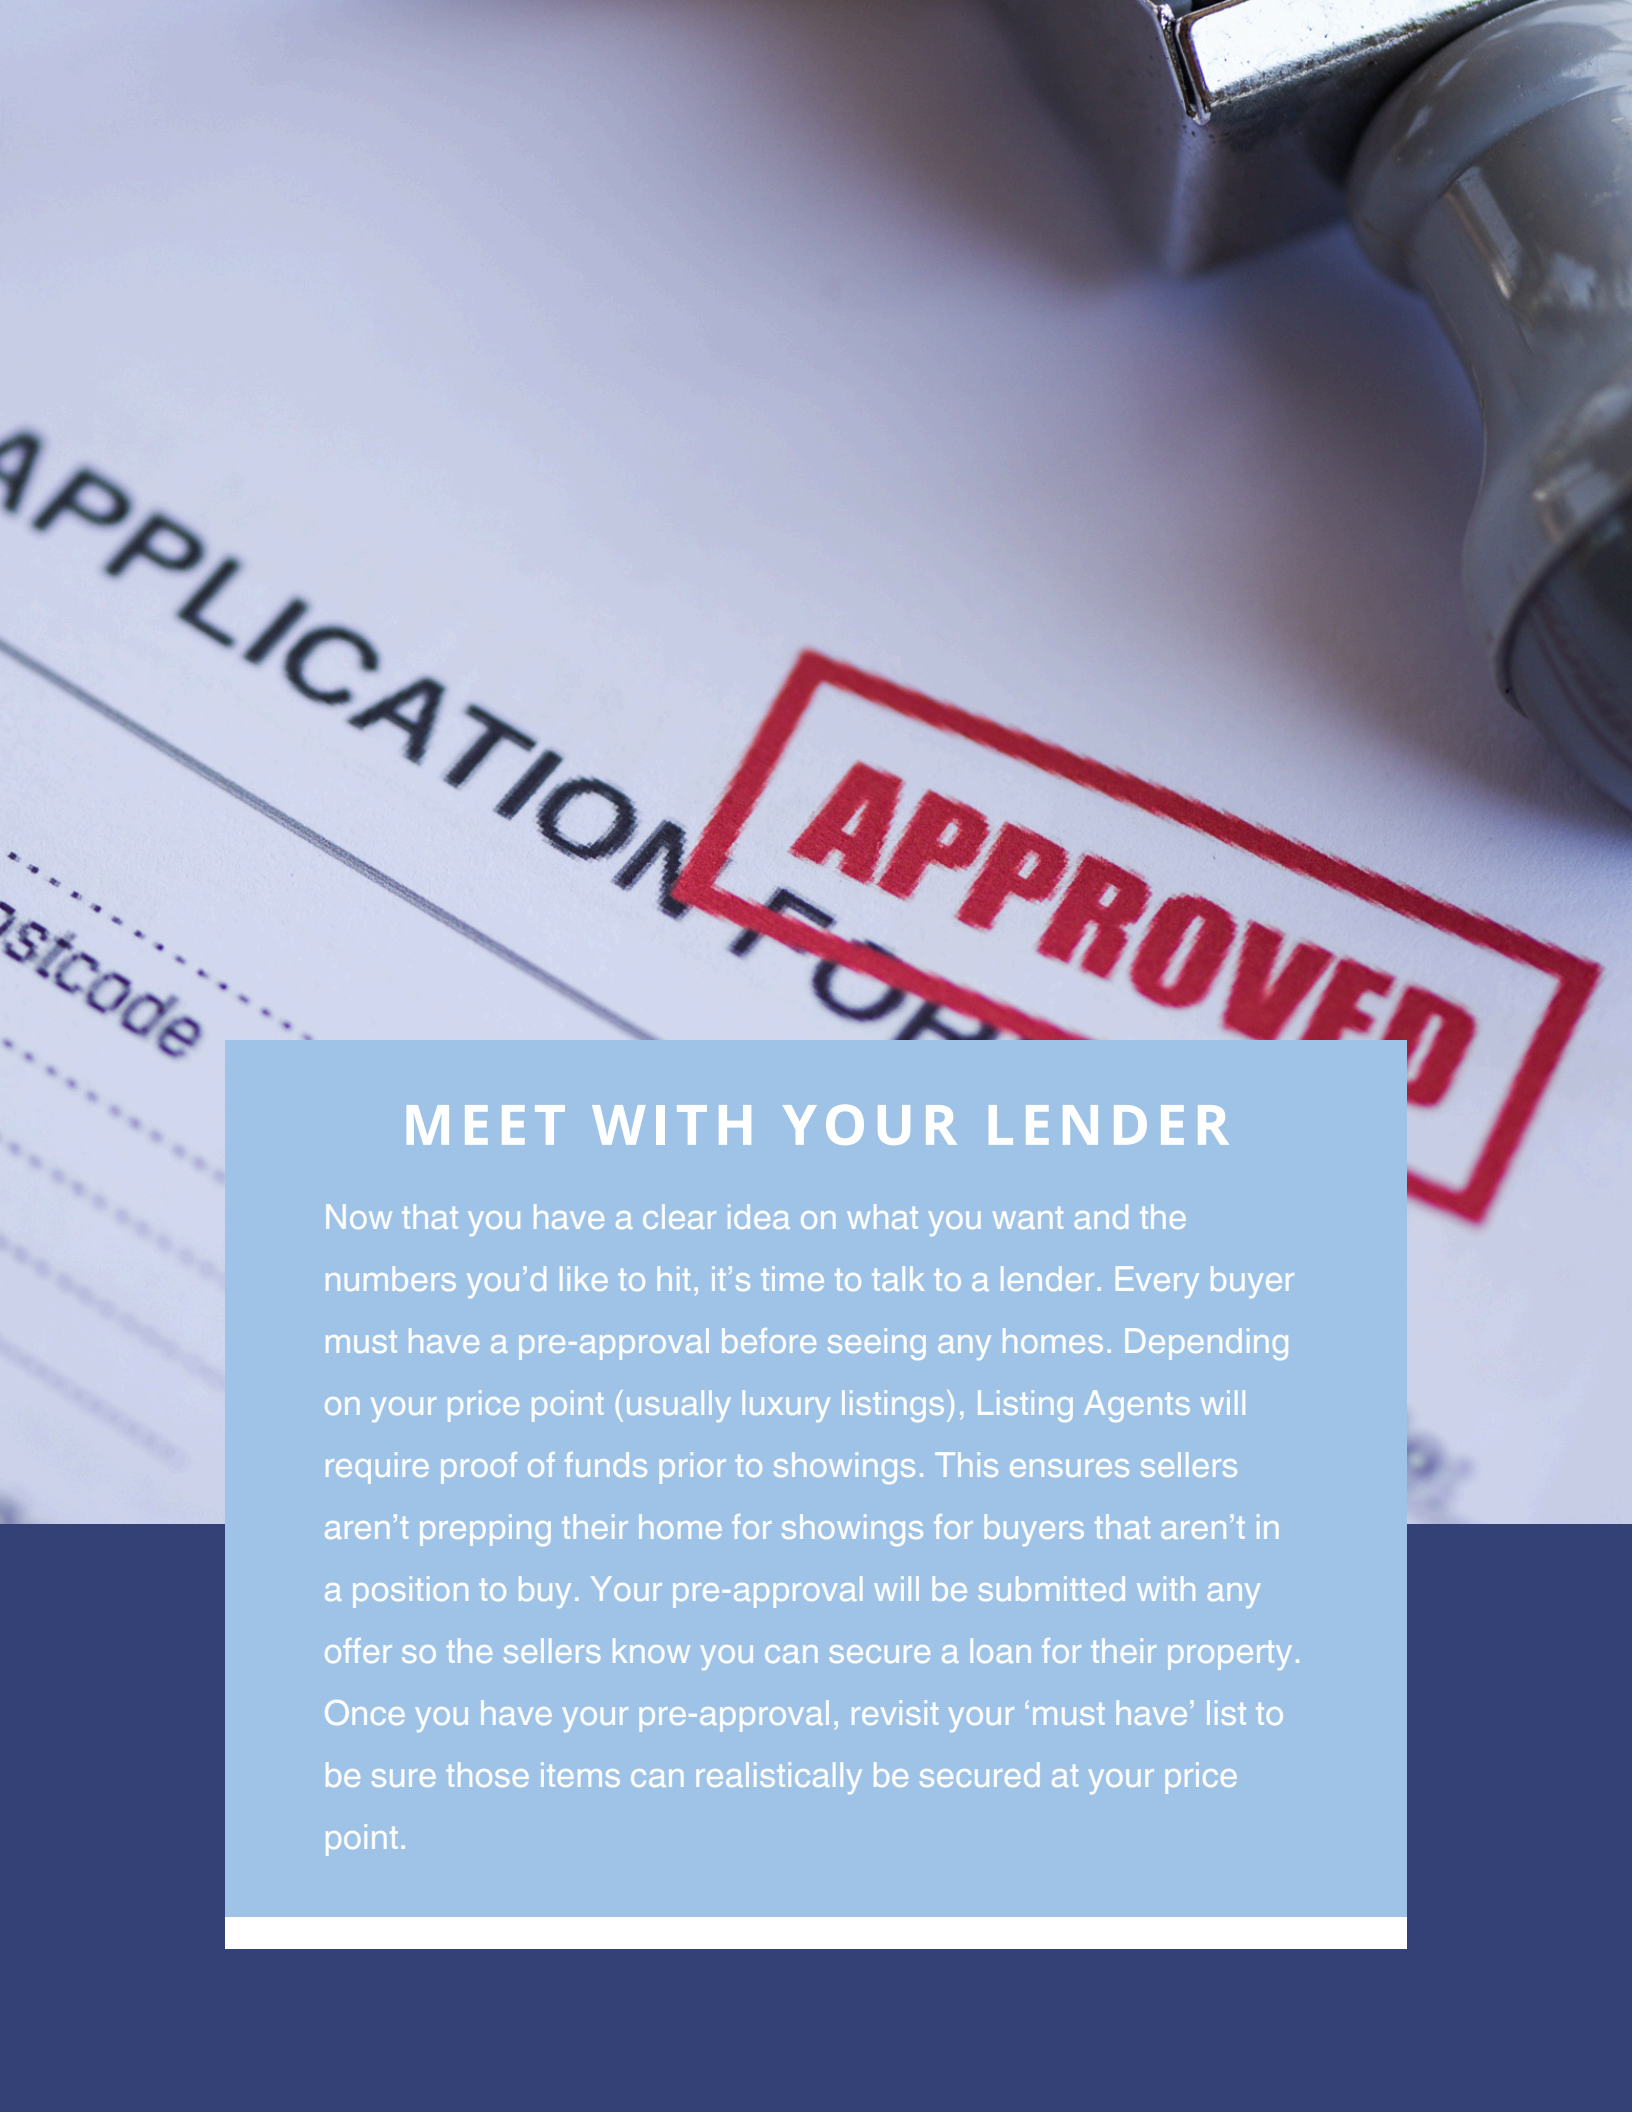 APPLICATION FOR
APPROVED
MEET WITH YOUR LENDER
Now that you have a clear idea on what you want and the
numbers you’d like to hit, it’s time to talk to a lender. Every buyer
must have a pre-approval before seeing any homes. Depending
on your price point (usually luxury listings), Listing Agents will
require proof of funds prior to showings. This ensures sellers
aren’t prepping their home for showings for buyers that aren’t in
a position to buy. Your pre-approval will be submitted with any
offer so the sellers know you can secure a loan for their property.
Once you have your pre-approval, revisit your ‘must have’ list to
be sure those items can realistically be secured at your price
point.